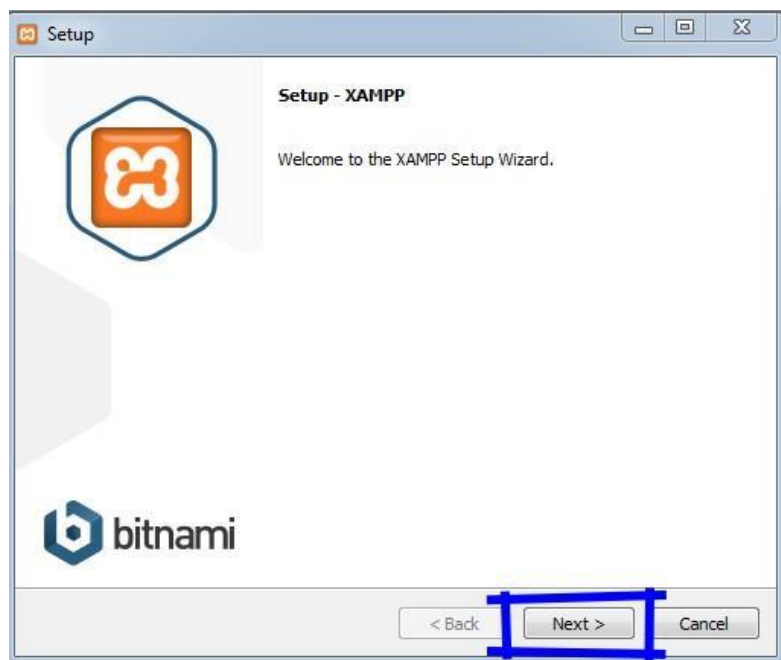 Setup
Setup - XAMPP
Welcome to the XAMPP Setup Wizard.
bitnami
< Back Next > Cancel